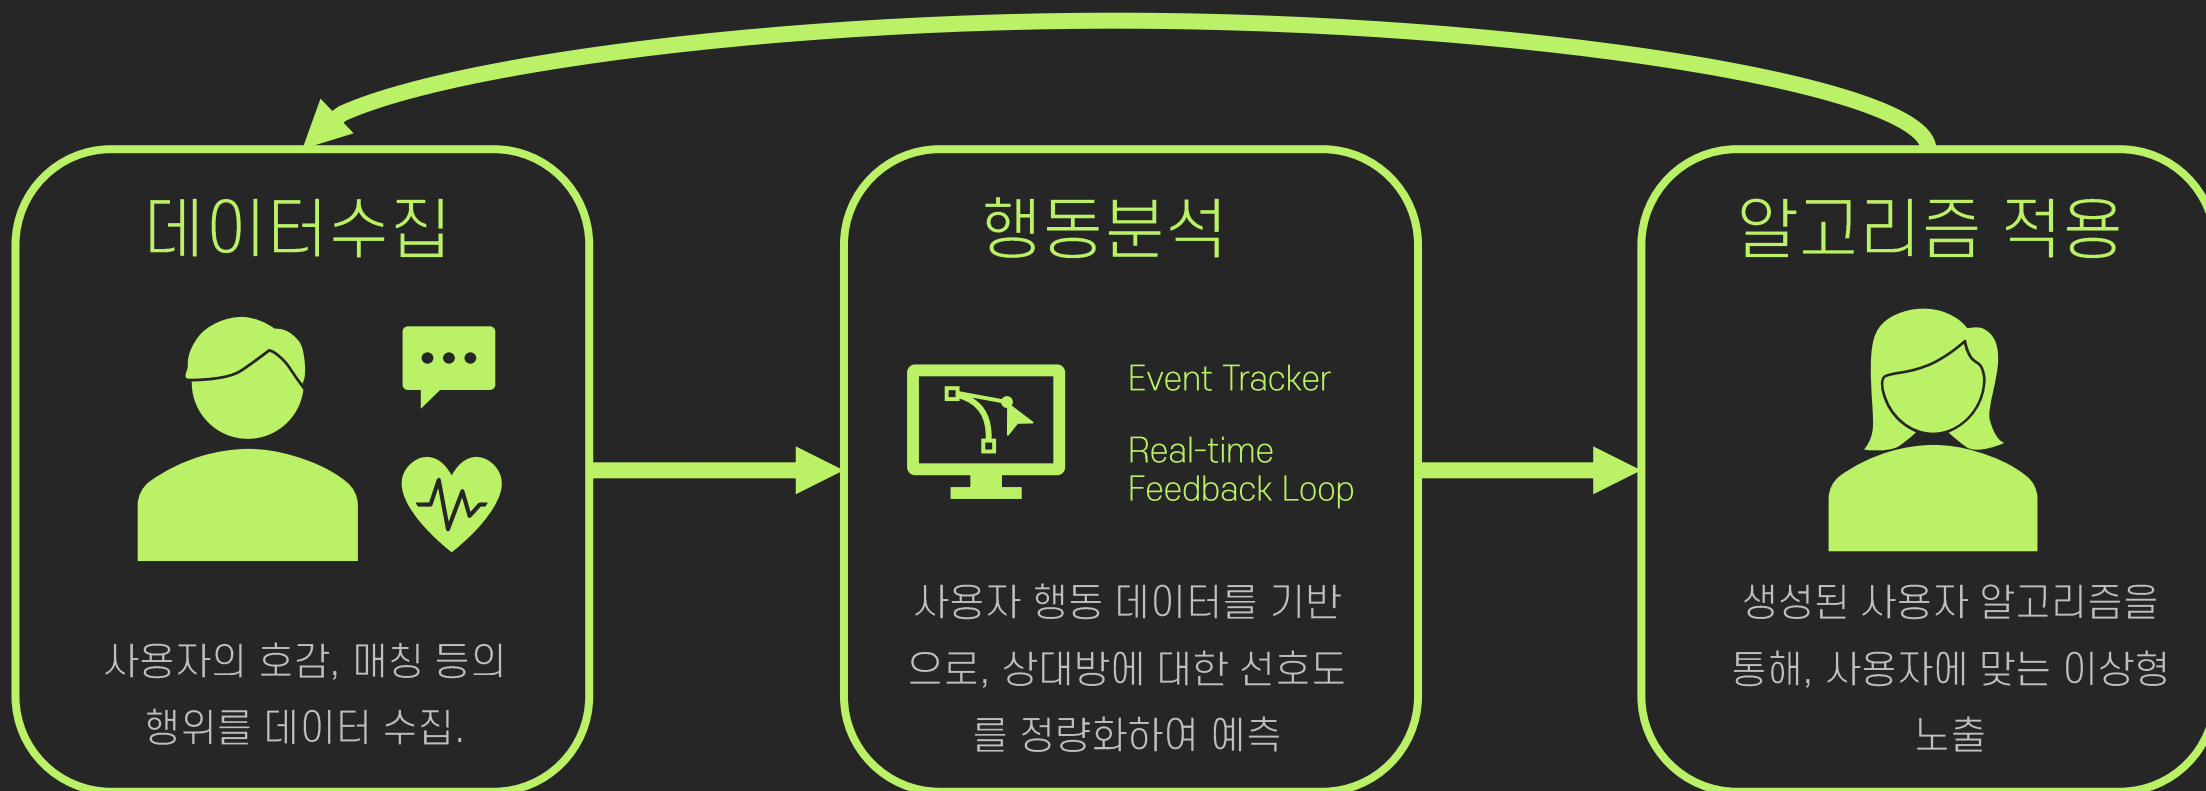 데이터수집
사용자의 호감, 매칭 등의
행위를 데이터 수집.
행동분석
Event Tracker
Real-time
Feedback Loop
사용자 행동 데이터를 기반
으로, 상대방에 대한 선호도
를 정량화하여 예측
알고리즘 적용
생성된 사용자 알고리즘을
통해, 사용자에 맞는 이상형
노출